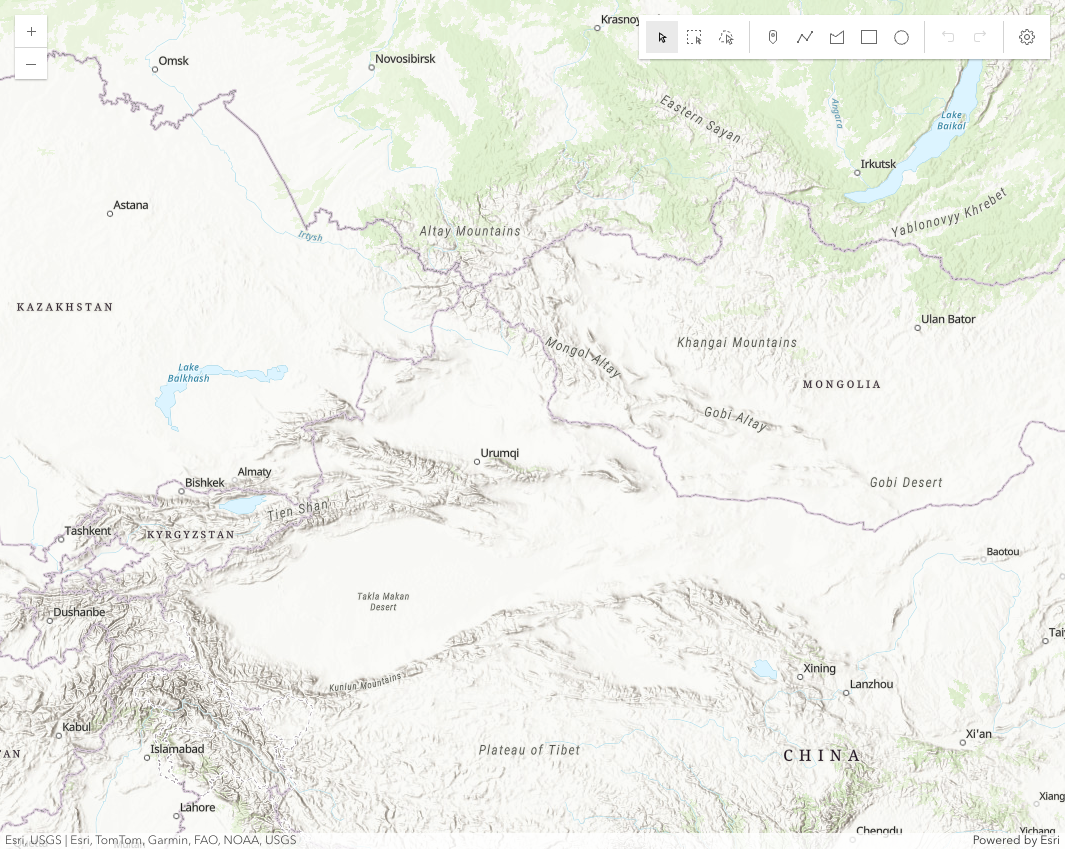 Krasnoy
Omsk
Novosibirsk
Eastern Sayan
Angara
Lake
Baikal
Irkutsk
Astana
Irtysh
Altay Mountains
Yablonovyy Khrebet
KAZAKHSTAN
Ulan Bator
Khangai Mountains
Mongol Altay
Lake
Balkhash
MONGOLIA
Gobi Altay
Urumqi
Almaty
Bishkek
Gobi Desert
Tien Shan
Tashkent
KYRGYZSTAN
Baotou
Takla Makan
Desert
Dushanbe
Tai
Xining
Lanzhou
Kunlun Mountains
Kabul
Xi'an
Islamabad
Plateau of Tibet
CHINA
AN
Xiang
Lahore
Chengdu
Yichang
Esri, USGS | Esri, TomTom, Garmin, FAO, NOAA, USGS
Powered by Esri